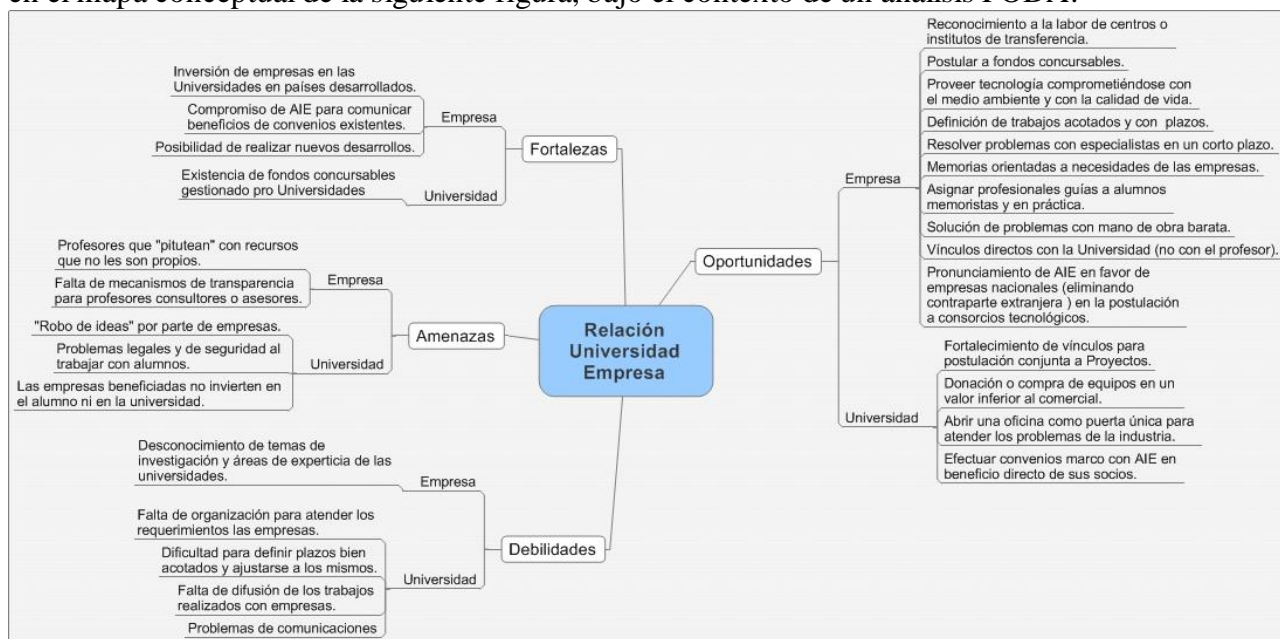 en el mapa conceptual de la siguiente figura, bajo el contexto de un análisis FODA.
Inversión de empresas en las
Universidades en países desarrollados.
Compromiso de AIE para comunicar
beneficios de convenios existentes.
Posibilidad de realizar nuevos desarrollos.
Empresa
Existencia de fondos concursables
gestionado pro Universidades
Universidad
Fortalezas
Profesores que "pitutean" con recursos
que no les son propios.
Falta de mecanismos de transparencia
para profesores consultores o asesores.
Empresa
"Robo de ideas" por parte de empresas.
Problemas legales y de seguridad al
trabajar con alumnos.
Las empresas beneficiadas no invierten en
el alumno ni en la universidad.
Universidad
Amenazas
Desconocimiento de temas de
investigación y áreas de experticia de las
universidades.
Empresa
Falta de organización para atender los
requerimientos las empresas.
Dificultad para definir plazos bien
acotados y ajustarse a los mismos.
Falta de difusión de los trabajos
realizados con empresas.
Problemas de comunicaciones
Universidad
Debilidades
Relación
Universidad
Empresa
Oportunidades
Empresa
Reconocimiento a la labor de centros o
institutos de transferencia.
Postular a fondos concursables.
Proveer tecnología comprometiéndose con
el medio ambiente y con la calidad de vida.
Definición de trabajos acotados y con plazos.
Resolver problemas con especialistas en un corto plazo.
Memorias orientadas a necesidades de las empresas.
Asignar profesionales guías a alumnos
memoristas y en práctica.
Solución de problemas con mano de obra barata.
Vínculos directos con la Universidad (no con el profesor).
Pronunciamiento de AIE en favor de
empresas nacionales (eliminando
contraparte extranjera ) en la postulación
a consorcios tecnológicos.
Universidad
Fortalecimiento de vínculos para
postulación conjunta a Proyectos.
Donación o compra de equipos en un
valor inferior al comercial.
Abrir una oficina como puerta única para
atender los problemas de la industria.
Efectuar convenios marco con AIE en
beneficio directo de sus socios.